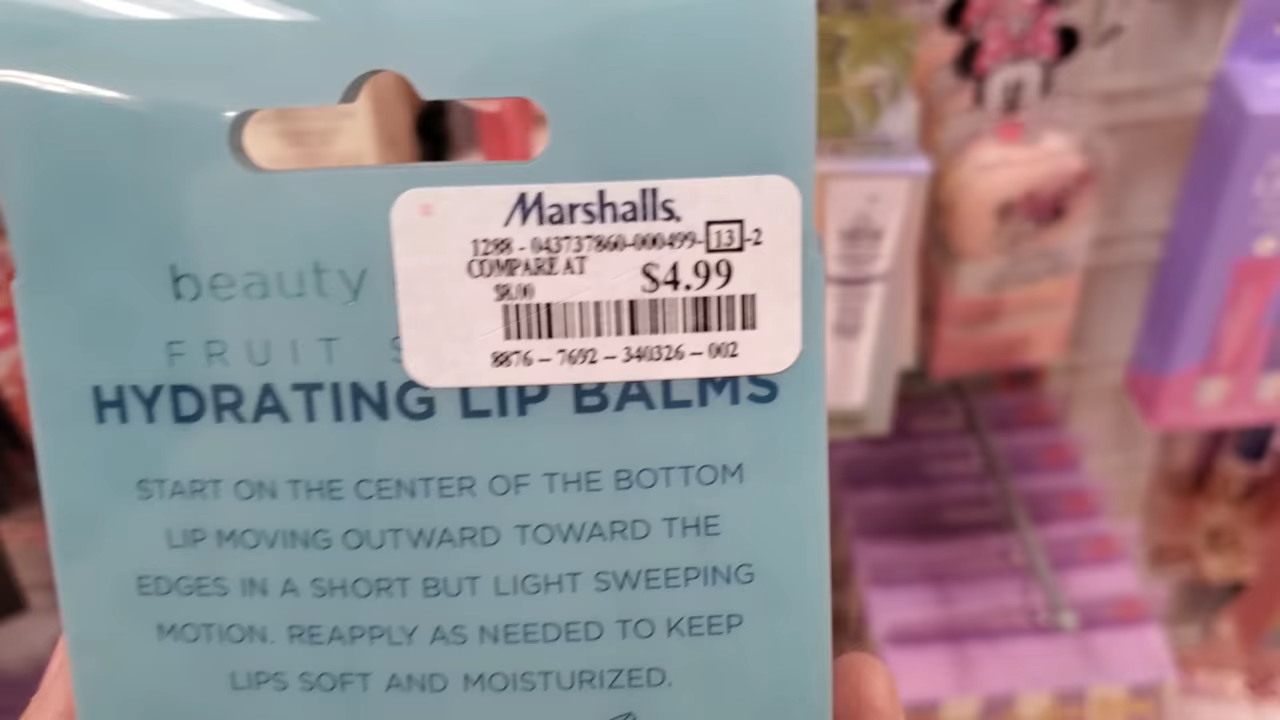 Marshalls.
1288 - 043737860-000499-13-2
COMPARE AT
$8.00
$4.99
8876 - 7692 - 340326 - 002
beauty
FRUIT
HYDRATING LIP BALMS
START ON THE CENTER OF THE BOTTOM
LIP MOVING OUTWARD TOWARD THE
EDGES IN A SHORT BUT LIGHT SWEEPING
MOTION. REAPPLY AS NEEDED TO KEEP
LIPS SOFT AND MOISTURIZED.